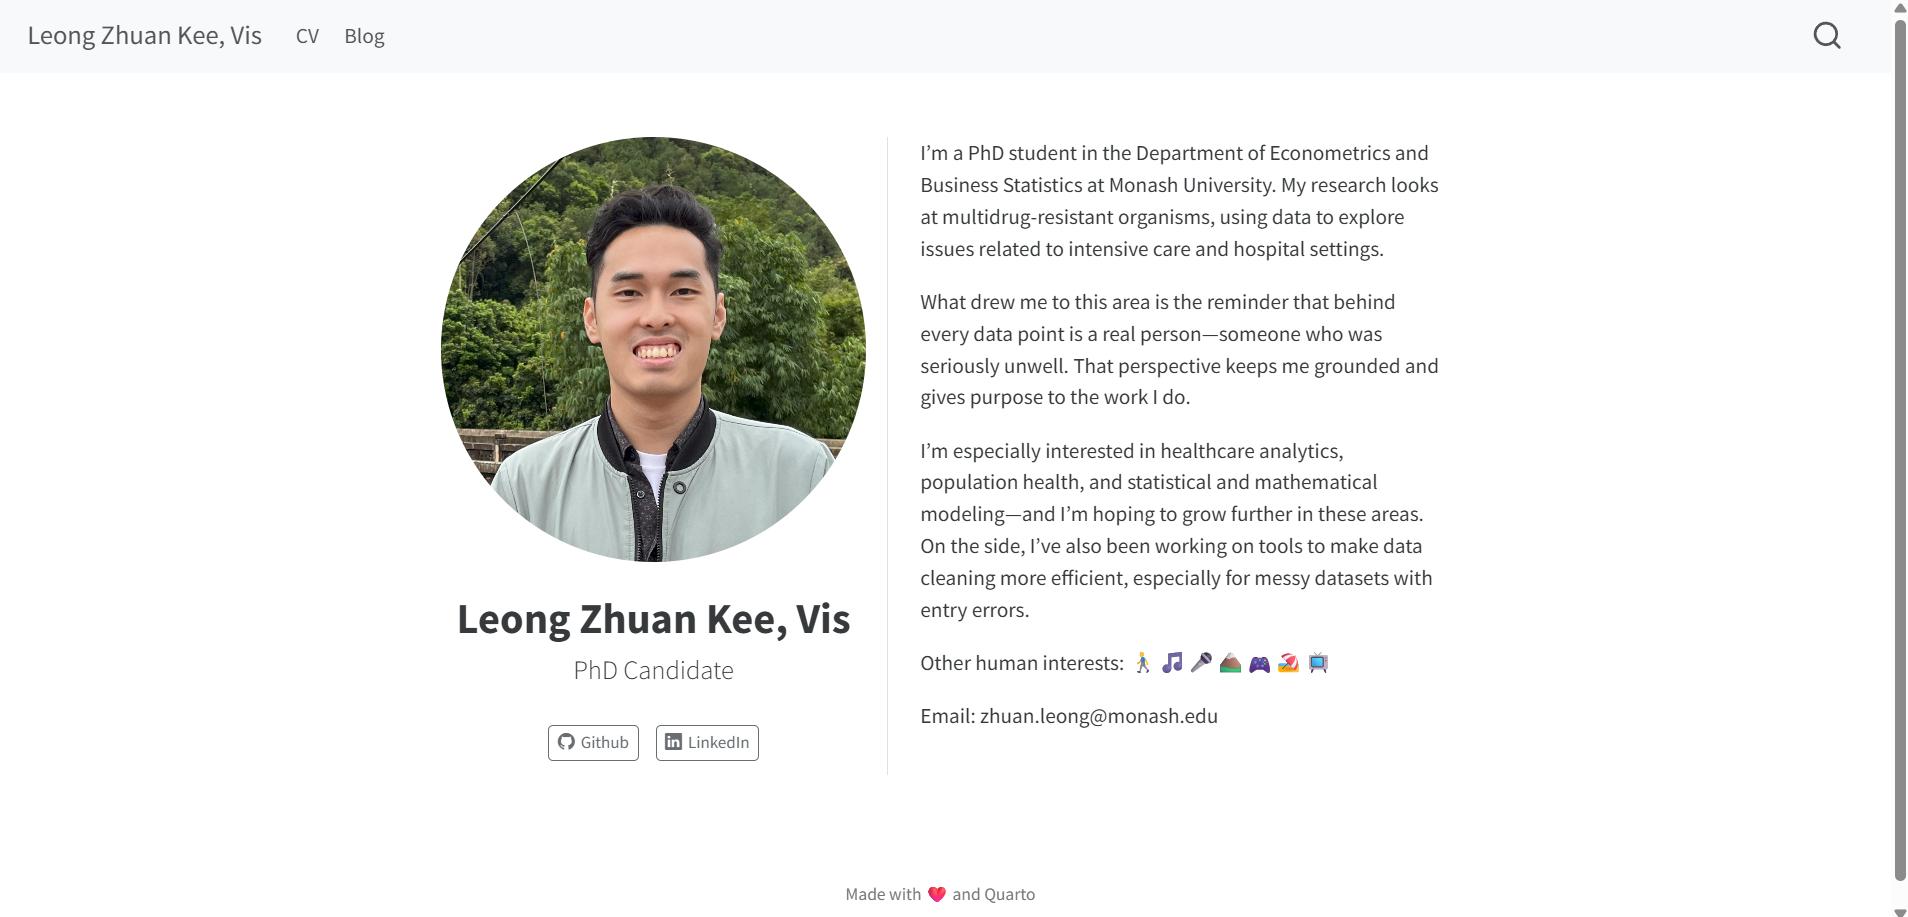 Leong Zhuan Kee, Vis CV Blog
Leong Zhuan Kee, Vis
PhD Candidate
Github LinkedIn
I’m a PhD student in the Department of Econometrics and
Business Statistics at Monash University. My research looks
at multidrug-resistant organisms, using data to explore
issues related to intensive care and hospital settings.
What drew me to this area is the reminder that behind
every data point is a real person—someone who was
seriously unwell. That perspective keeps me grounded and
gives purpose to the work I do.
I’m especially interested in healthcare analytics,
population health, and statistical and mathematical
modeling—and I’m hoping to grow further in these areas.
On the side, I’ve also been working on tools to make data
cleaning more efficient, especially for messy datasets with
entry errors.
Other human interests: 🚶 🎵 🎤 ⛰️ 🎮 🏖️ 📺
Email: zhuan.leong@monash.edu
Made with ❤️ and Quarto